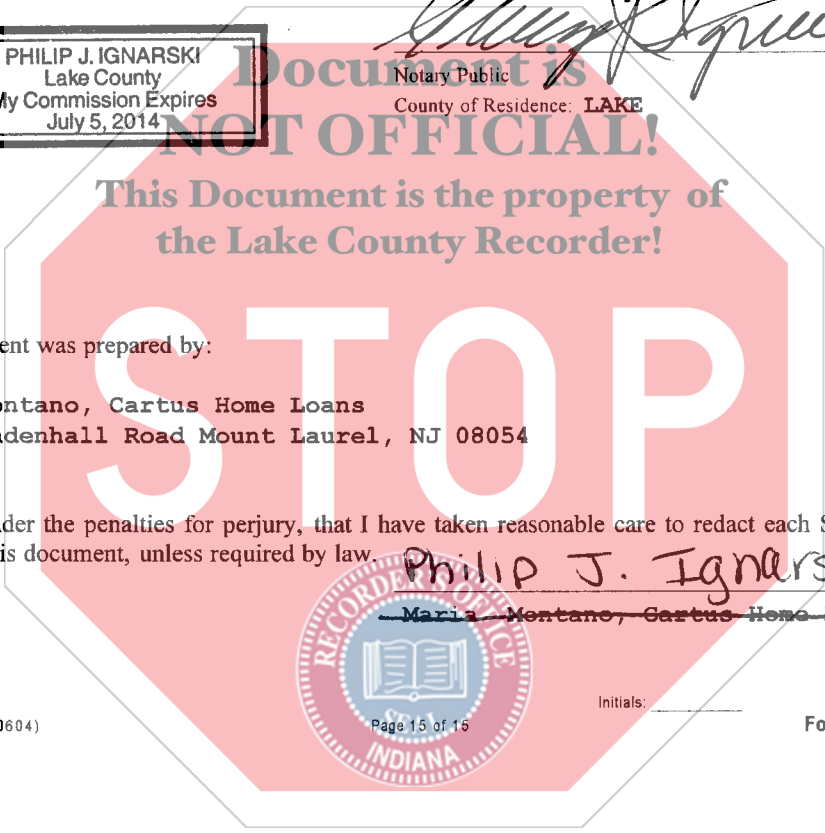 PHILIP J. IGNARSKI
Lake County
My Commission Expires
July 5, 2014
Notary Public
County of Residence: LAKE
Document is
NOT OFFICIAL!
This Document is the property of
the Lake County Recorder!
STOP
ent was prepared by:
ontano, Cartus Home Loans
denhall Road Mount Laurel, NJ 08054
der the penalties for perjury, that I have taken reasonable care to redact each S
is document, unless required by law.
Philip J. Ignars
Maria Montano, Cartus Home
RECORDER'S OFFICE
SEAL
INDIANA
Initials:
0604)
Page 15 of 15
Fo